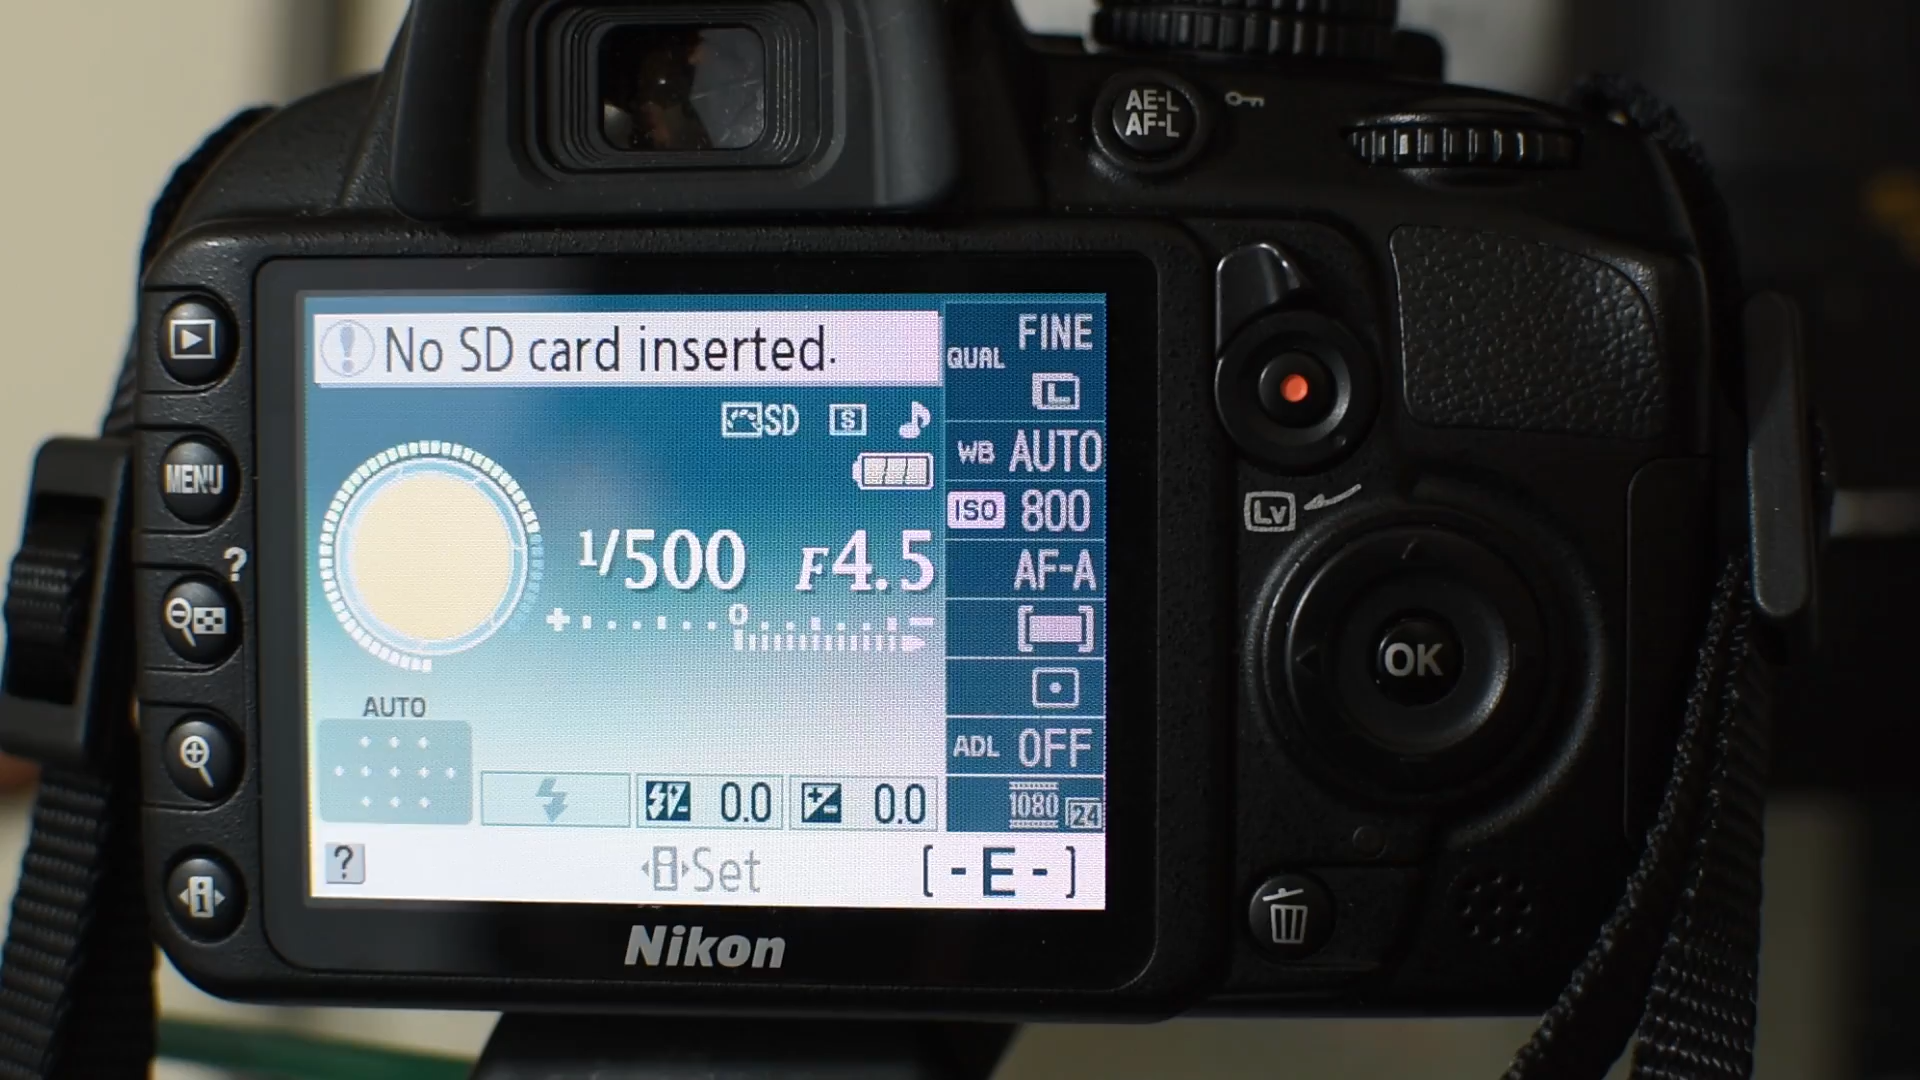 AE-L
AF-L
No SD card inserted.
QUAL FINE
L
SD S
WB AUTO
ISO 800
1/500 F4.5
AF-A
+ 0 -
Lv
OK
MENU
?
AUTO
ADL OFF
0.0 0.0
1080 24
? i Set [-E-]
i
Nikon